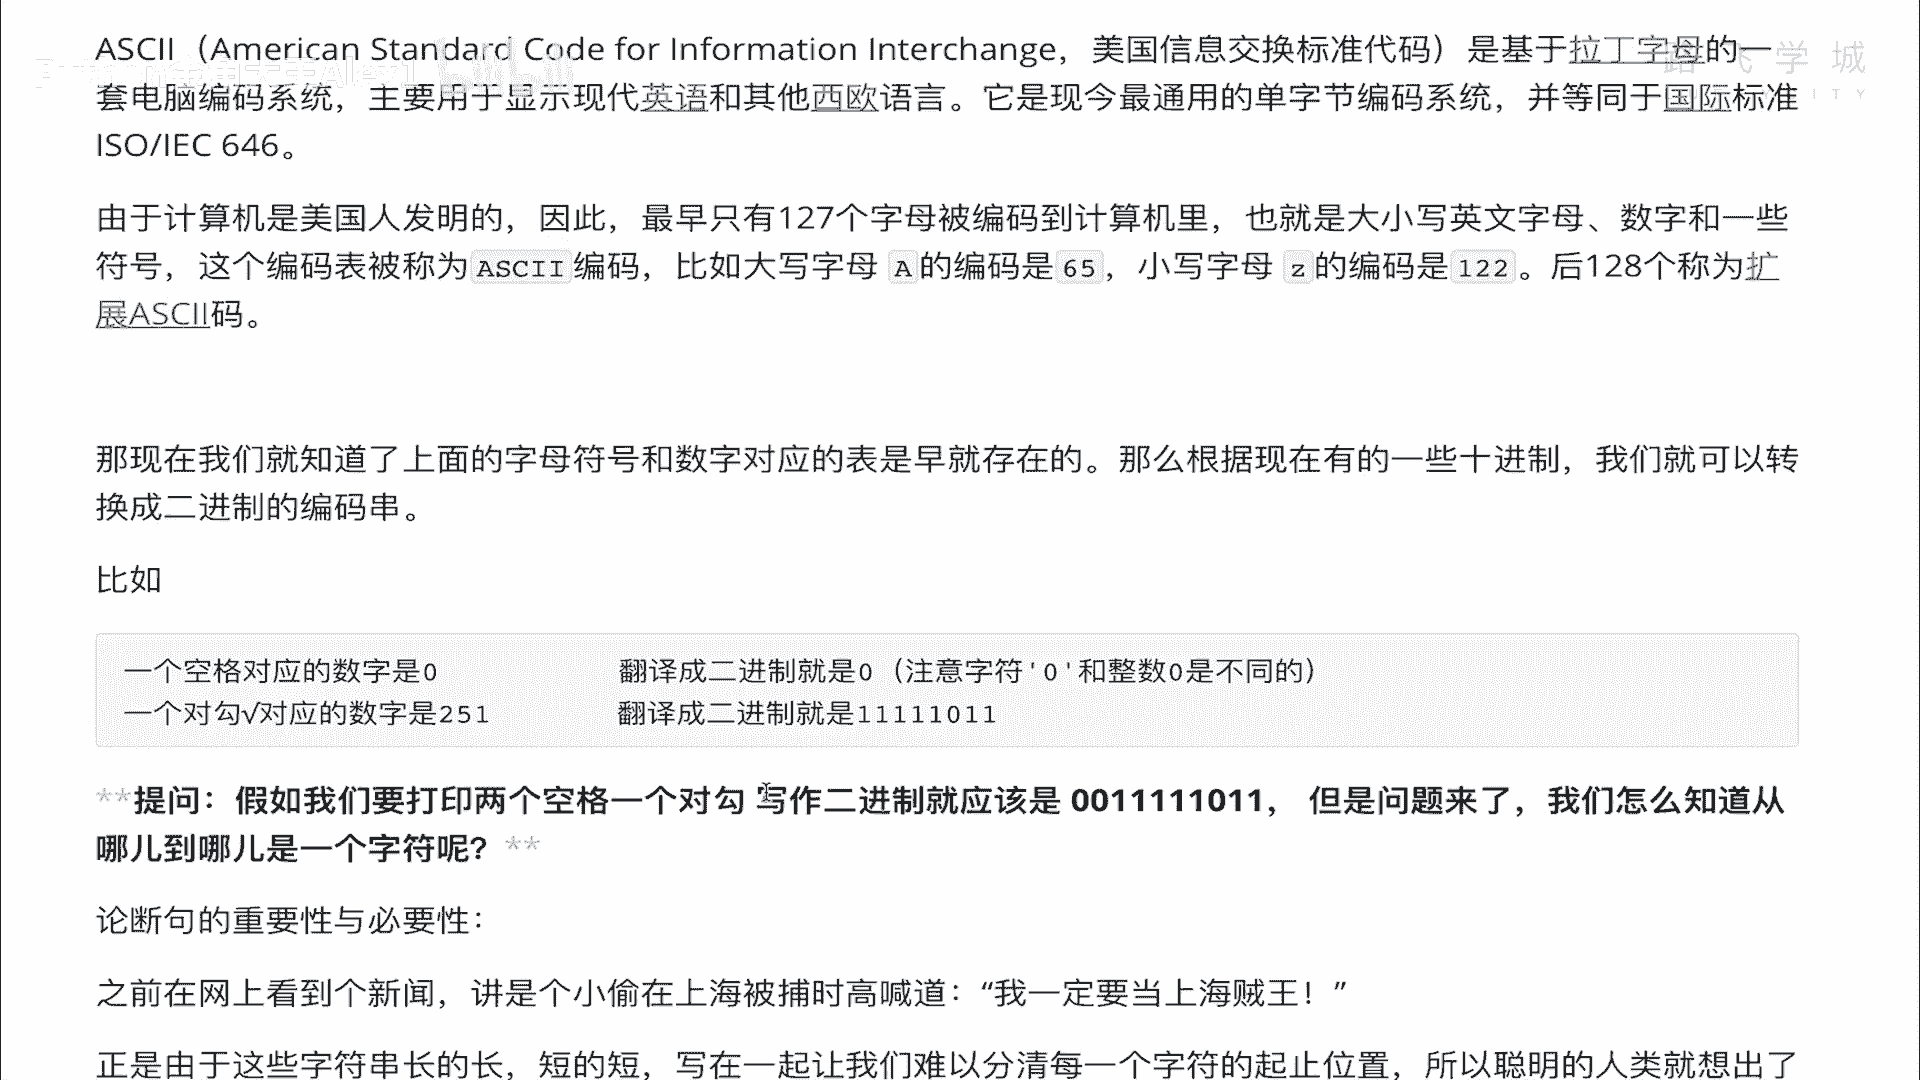 ASCII（American Standard Code for Information Interchange，美国信息交换标准代码）是基于拉丁字母的一
套电脑编码系统，主要用于显示现代英语和其他西欧语言。它是现今最通用的单字节编码系统，并等同于国际标准
ISO/IEC 646。
由于计算机是美国人发明的，因此，最早只有127个字母被编码到计算机里，也就是大小写英文字母、数字和一些
符号，这个编码表被称为ASCII编码，比如大写字母 A的编码是65，小写字母 z的编码是122。后128个称为扩
展ASCII码。
那现在我们就知道了上面的字母符号和数字对应的表是早就存在的。那么根据现在有的一些十进制，我们就可以转
换成二进制的编码串。
比如
一个空格对应的数字是0 翻译成二进制就是0（注意字符'0'和整数0是不同的）
一个对勾√对应的数字是251 翻译成二进制就是11111011
**提问：假如我们要打印两个空格一个对勾 写作二进制就应该是 0011111011， 但是问题来了，我们怎么知道从
哪儿到哪儿是一个字符呢？**
论断句的重要性与必要性：
之前在网上看到个新闻，讲是个小偷在上海被捕时高喊道：“我一定要当上海贼王！”
正是由于这些字符串长的长，短的短，写在一起让我们难以分清每一个字符的起止位置，所以聪明的人类就想出了